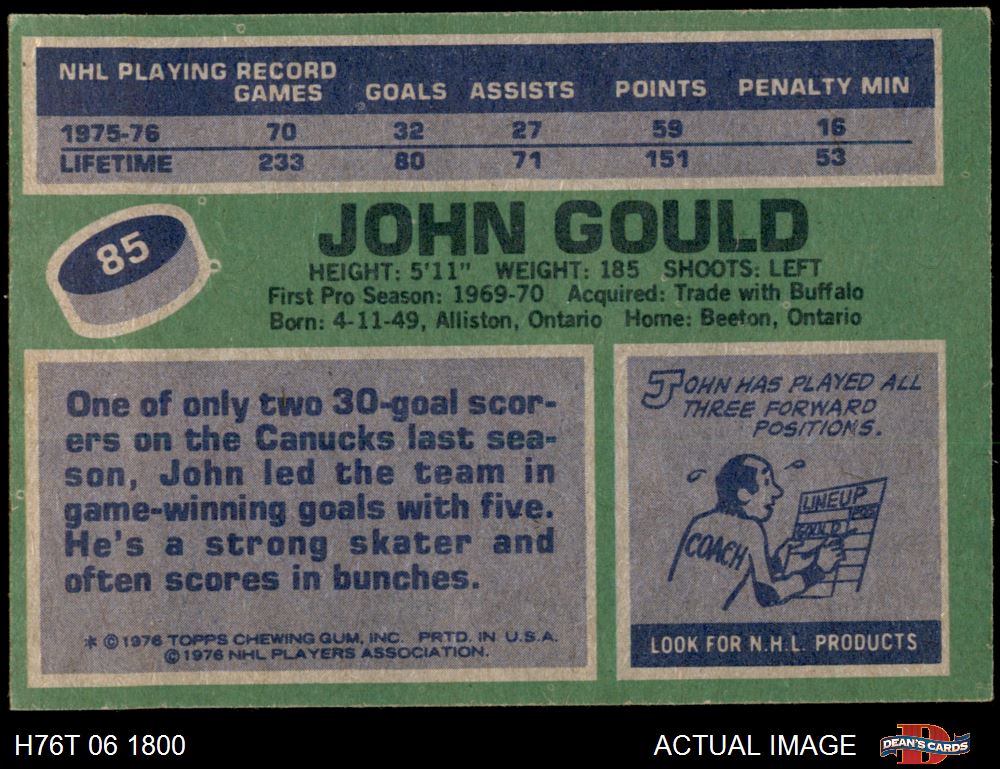 NHL PLAYING RECORD
GAMES GOALS ASSISTS POINTS PENALTY MIN
1975-76 70 32 27 59 16
LIFETIME 233 80 71 151 53
85
JOHN GOULD
HEIGHT: 5'11" WEIGHT: 185 SHOOTS: LEFT
First Pro Season: 1969-70 Acquired: Trade with Buffalo
Born: 4-11-49, Alliston, Ontario Home: Beeton, Ontario
One of only two 30-goal scor-
ers on the Canucks last sea-
son, John led the team in
game-winning goals with five.
He's a strong skater and
often scores in bunches.
* ©1976 TOPPS CHEWING GUM, INC. PRTD. IN U.S.A.
©1976 NHL PLAYERS ASSOCIATION.
JOHN HAS PLAYED ALL
THREE FORWARD
POSITIONS.
LINEUP
GOULD
COACH
LOOK FOR N.H.L. PRODUCTS
H76T 06 1800
ACTUAL IMAGE
DEAN'S CARDS